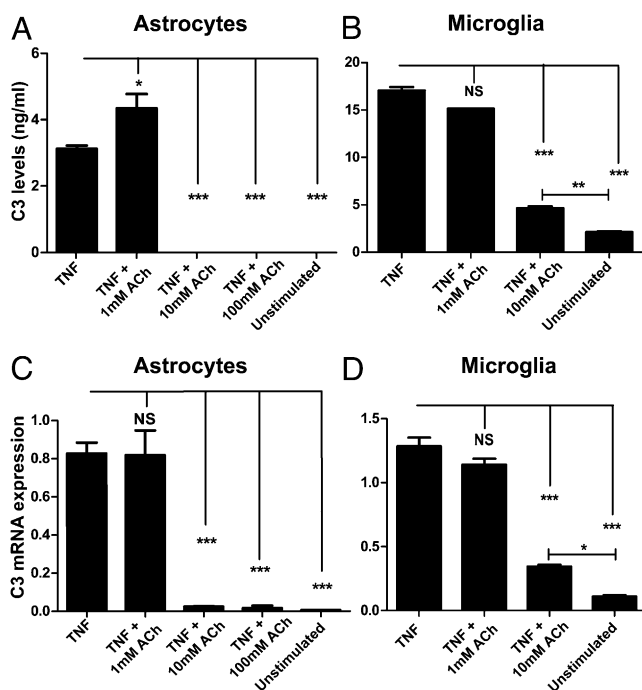 A
Astrocytes
C3 levels (ng/ml)
6
4
2
0
*
***
***
***
TNF
TNF +
1mM ACh
TNF +
10mM ACh
TNF +
100mM ACh
Unstimulated
B
Microglia
20
15
10
5
0
NS
***
**
***
TNF
TNF +
1mM ACh
TNF +
10mM ACh
Unstimulated
C
Astrocytes
C3 mRNA expression
1.0
0.8
0.6
0.4
0.2
0.0
NS
***
***
***
TNF
TNF +
1mM ACh
TNF +
10mM ACh
TNF +
100mM ACh
Unstimulated
D
Microglia
1.5
1.0
0.5
0.0
NS
***
***
*
TNF
TNF +
1mM ACh
TNF +
10mM ACh
Unstimulated